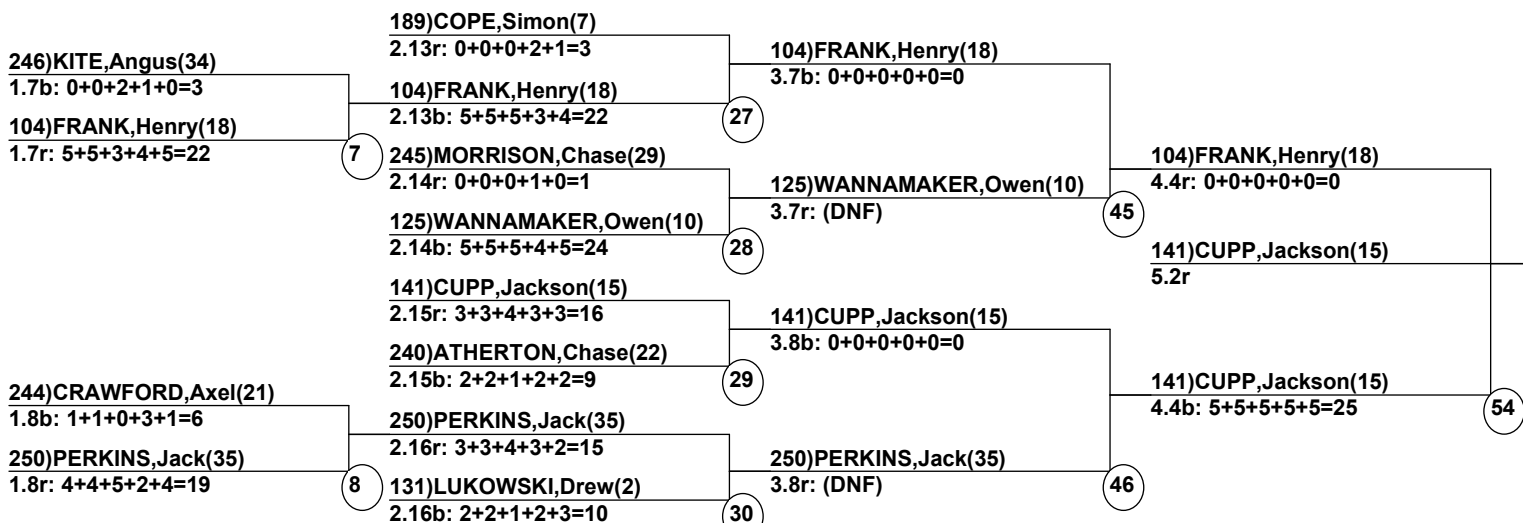 246)KITE,Angus(34)
1.7b: 0+0+2+1+0=3
104)FRANK,Henry(18)
1.7r: 5+5+3+4+5=22
7
244)CRAWFORD,Axel(21)
1.8b: 1+1+0+3+1=6
250)PERKINS,Jack(35)
1.8r: 4+4+5+2+4=19
8
189)COPE,Simon(7)
2.13r: 0+0+0+2+1=3
104)FRANK,Henry(18)
2.13b: 5+5+5+3+4=22
27
245)MORRISON,Chase(29)
2.14r: 0+0+0+1+0=1
125)WANNAMAKER,Owen(10)
2.14b: 5+5+5+4+5=24
28
141)CUPP,Jackson(15)
2.15r: 3+3+4+3+3=16
240)ATHERTON,Chase(22)
2.15b: 2+2+1+2+2=9
29
250)PERKINS,Jack(35)
2.16r: 3+3+4+3+2=15
131)LUKOWSKI,Drew(2)
2.16b: 2+2+1+2+3=10
30
104)FRANK,Henry(18)
3.7b: 0+0+0+0+0=0
125)WANNAMAKER,Owen(10)
3.7r: (DNF)
45
141)CUPP,Jackson(15)
3.8b: 0+0+0+0+0=0
250)PERKINS,Jack(35)
3.8r: (DNF)
46
104)FRANK,Henry(18)
4.4r: 0+0+0+0+0=0
141)CUPP,Jackson(15)
5.2r
141)CUPP,Jackson(15)
4.4b: 5+5+5+5+5=25
54